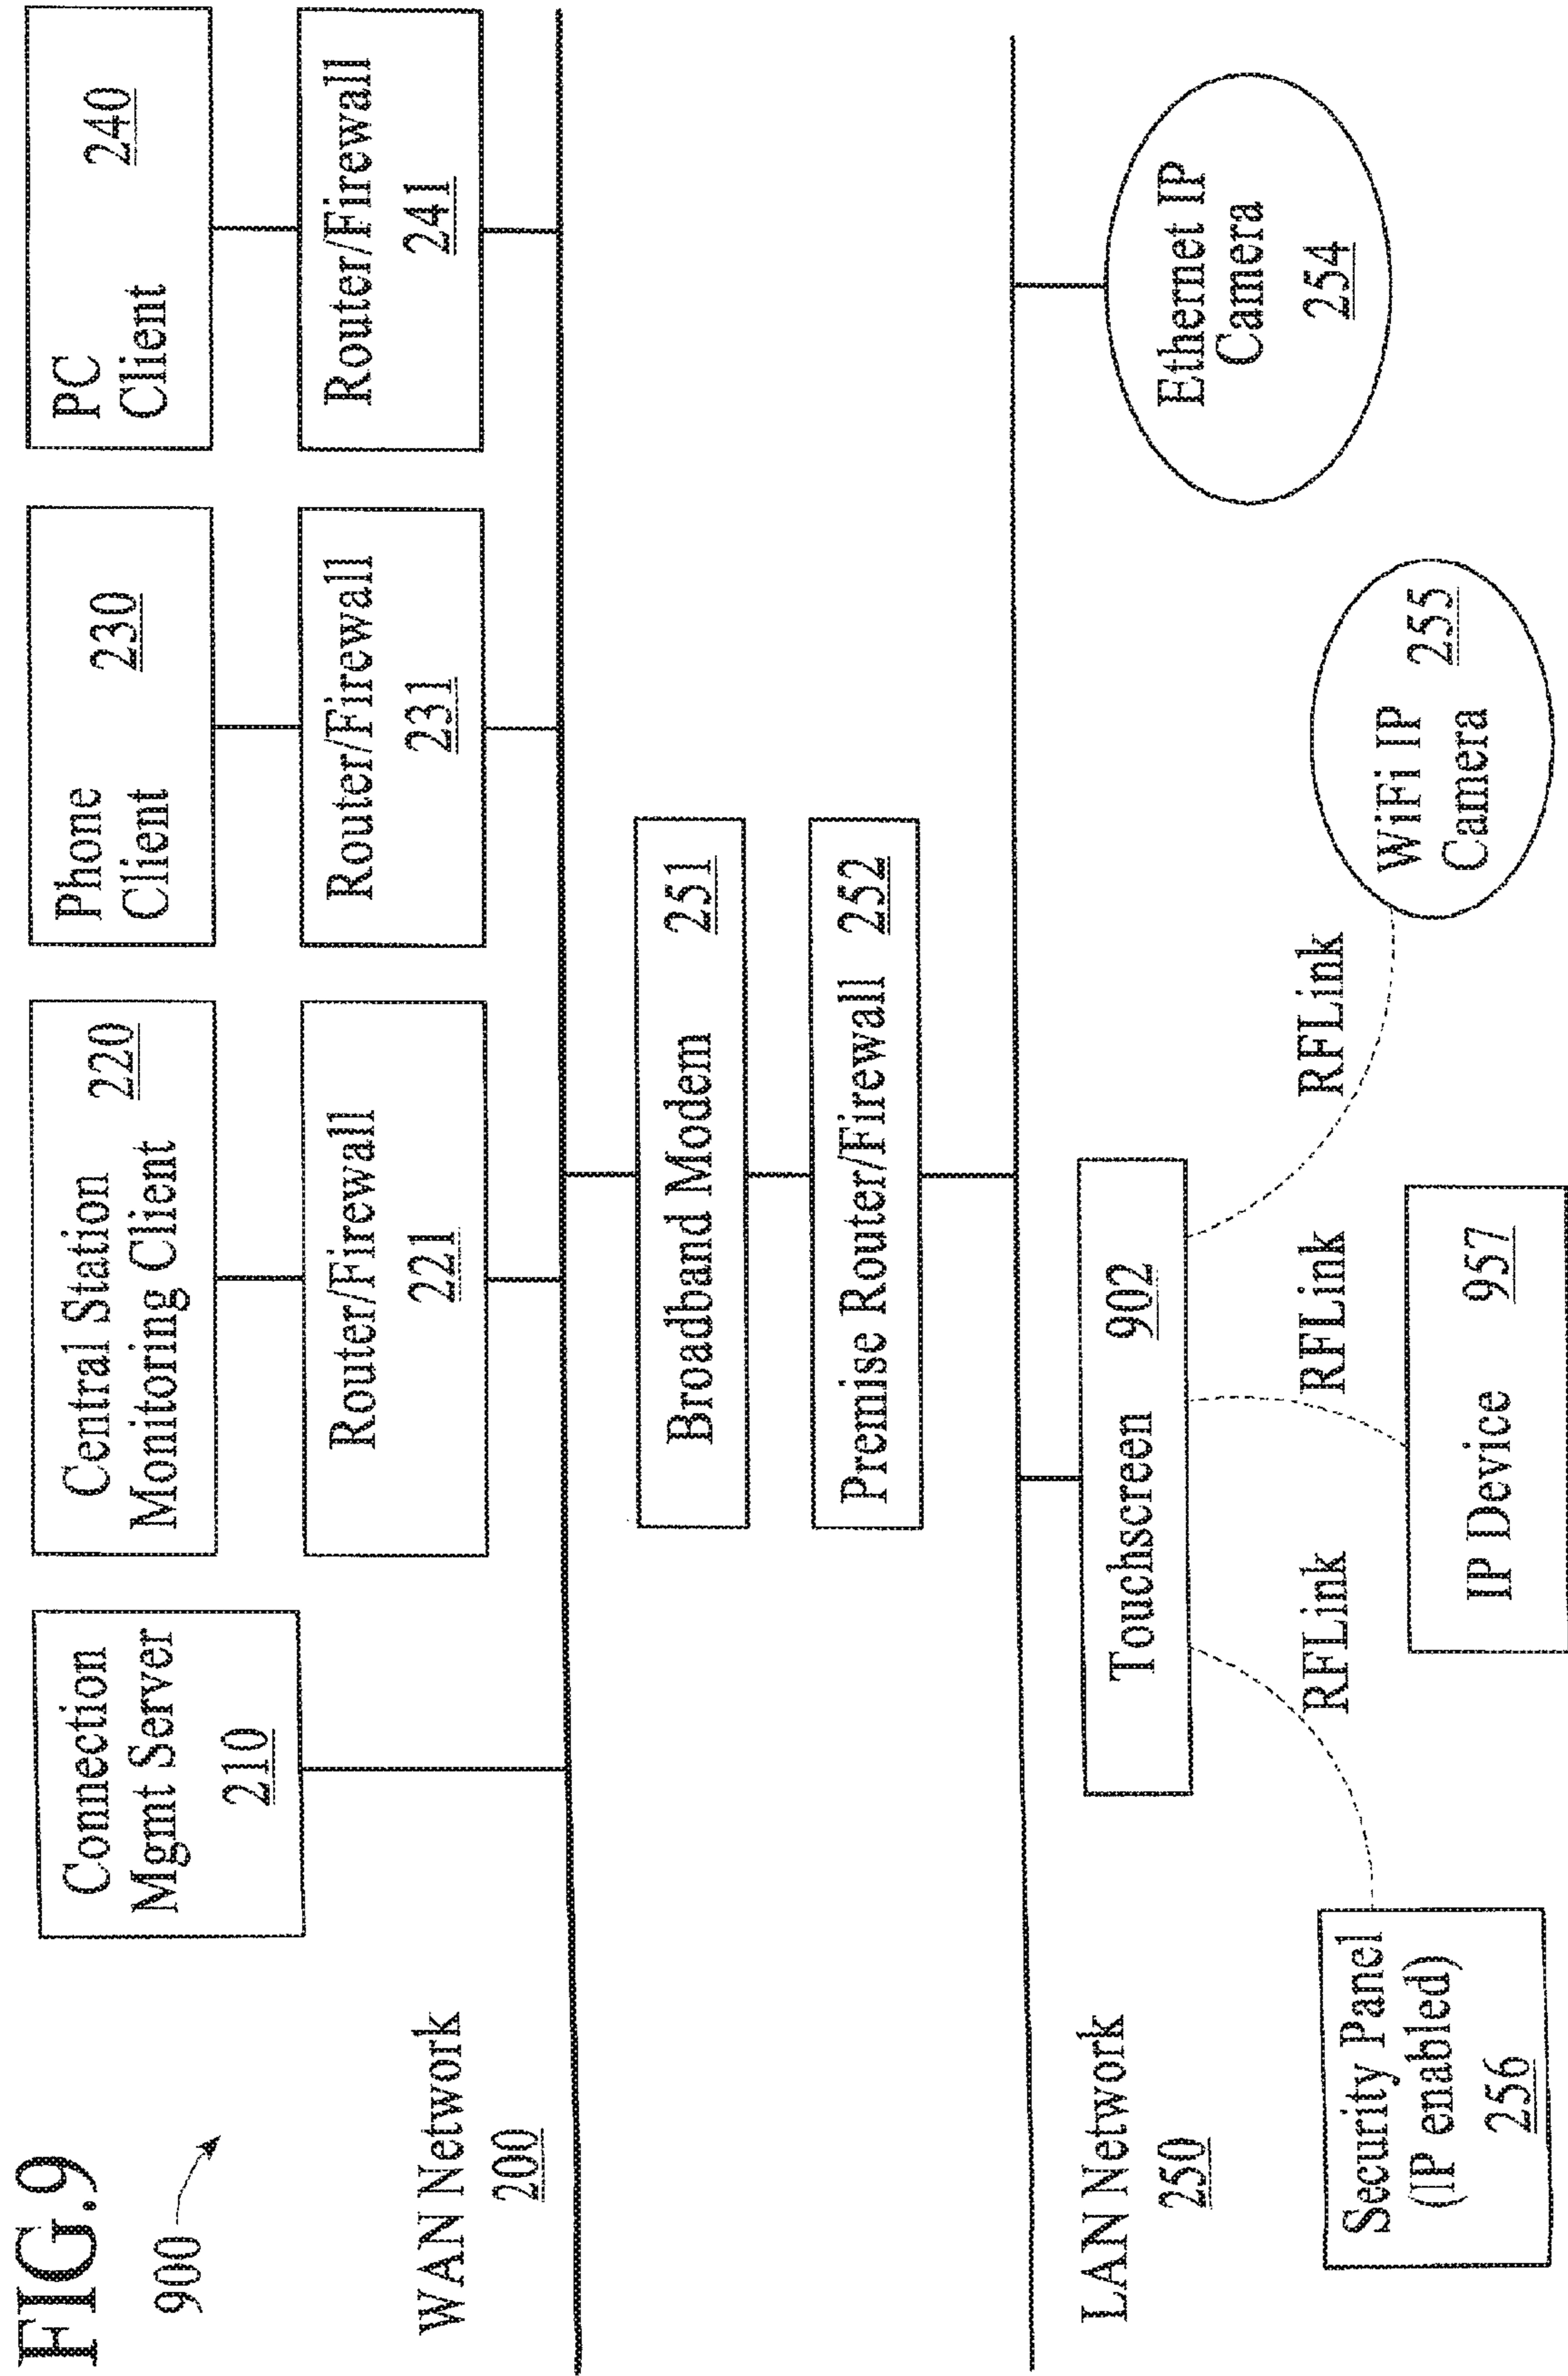 FIG.9
900
Connection
Mgmt Server
210
Central Station
Monitoring Client
220
Phone
Client
230
PC
Client
240
Router/Firewall
221
Router/Firewall
231
Router/Firewall
241
WAN Network
200
Broadband Modem 251
Premise Router/Firewall 252
LAN Network
250
Touchscreen 902
Ethernet IP
Camera
254
RFLink
RFLink
RFLink
Security Panel
(IP enabled)
256
IP Device 957
WiFi IP
Camera
255